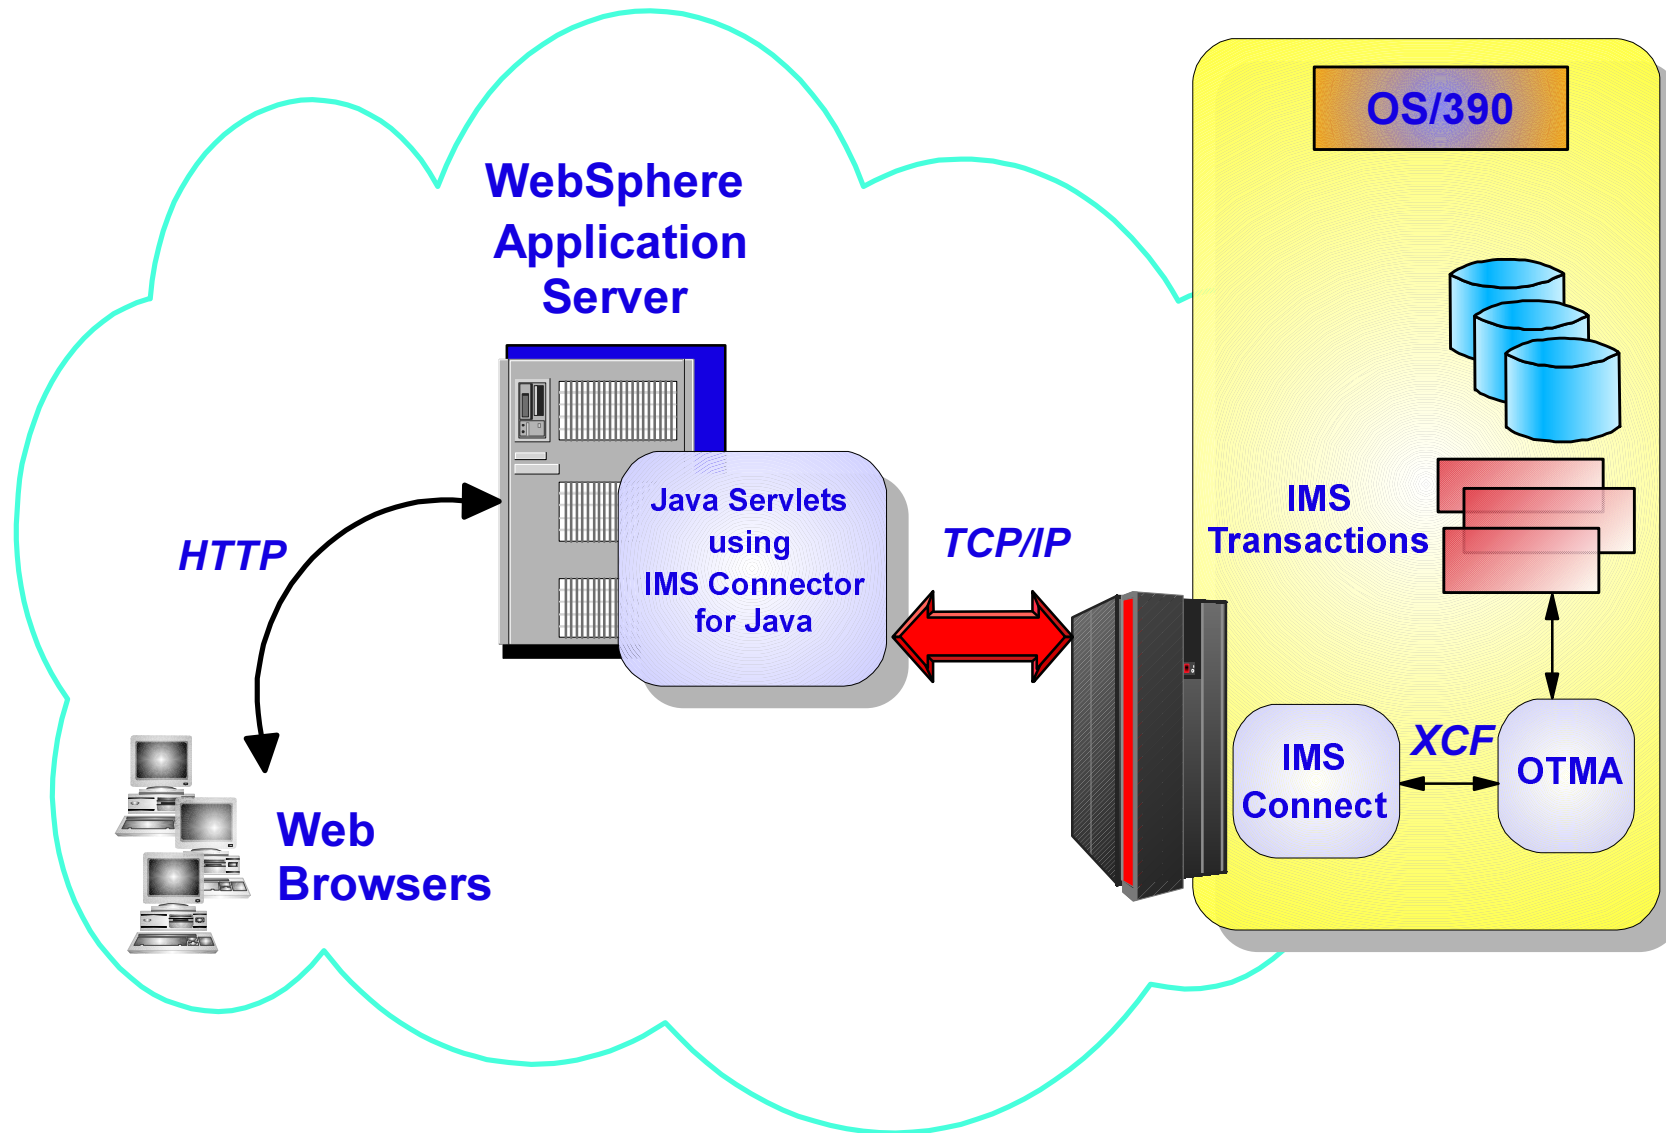 OS/390
WebSphere
Application
Server
Java Servlets
using
IMS Connector
for Java
HTTP
TCP/IP
IMS
Transactions
Web
Browsers
IMS
Connect
XCF
OTMA